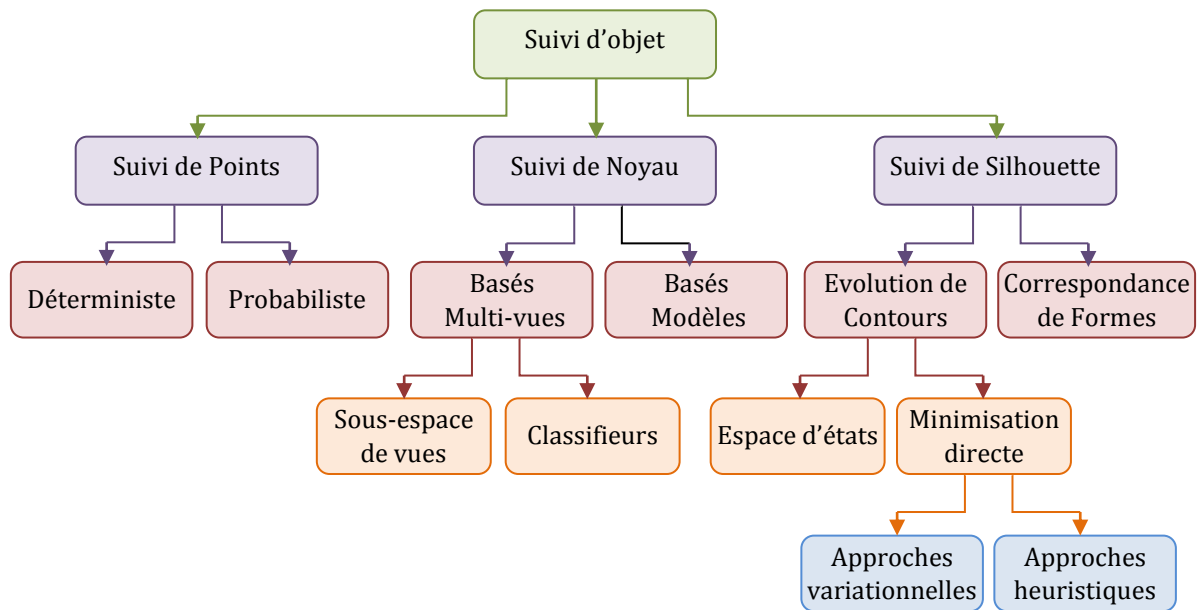 Suivi d’objet
Suivi de Points
Suivi de Noyau
Suivi de Silhouette
Déterministe
Probabiliste
Basés
Multi-vues
Basés
Modèles
Evolution de
Contours
Correspondance
de Formes
Sous-espace
de vues
Classifieurs
Espace d’états
Minimisation
directe
Approches
variationnelles
Approches
heuristiques